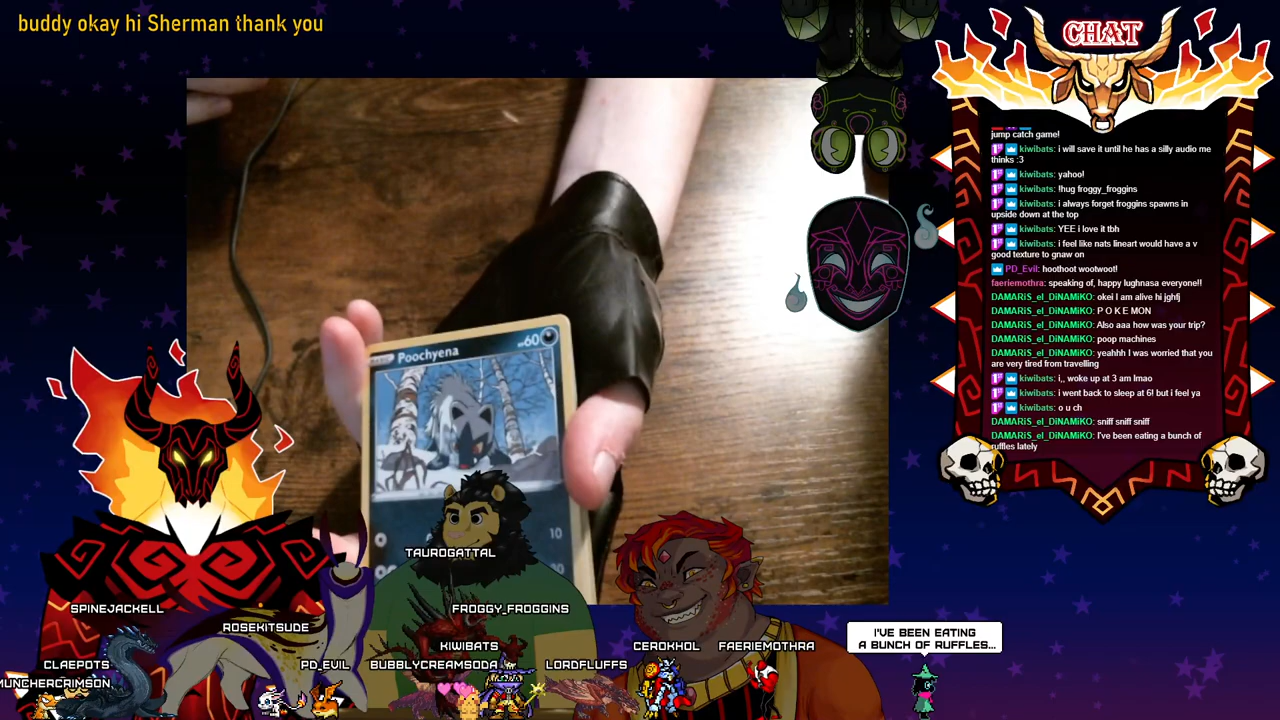 buddy okay hi Sherman thank you
CHAT
jump catch game!
kiwibats: i will save it until he has a silly audio me
thinks :3
kiwibats: yahoo!
kiwibats: !hug froggy_froggins
kiwibats: i always forget froggins spawns in
upside down at the top
kiwibats: YEE i love it tbh
kiwibats: i feel like nats lineart would have a v
good texture to gnaw on
PD_Evil: hoothoot wootwoot!
faeriemothra: speaking of, happy lughnasa everyone!!
DAMARiS_el_DiNAMiKO: okei I am alive hi jghfj
DAMARiS_el_DiNAMiKO: P O K E MON
DAMARiS_el_DiNAMiKO: Also aaa how was your trip?
DAMARiS_el_DiNAMiKO: poop machines
DAMARiS_el_DiNAMiKO: yeahhh I was worried that you
are very tired from travelling
kiwibats: i,, woke up at 3 am lmao
kiwibats: i went back to sleep at 6! but i feel ya
kiwibats: o u ch
DAMARiS_el_DiNAMiKO: sniff sniff sniff
DAMARiS_el_DiNAMiKO: I've been eating a bunch of
ruffles lately
Poochyena 60
10
TAUROGATTAL
SPINEJACKELL
FROGGY_FROGGINS
ROSEKITSUDE
KIWIBATS
CEROKHOL
FAERIEMOTHRA
CLAEPOTS
PD_EVIL
BUBBLYCREAMSODA
LORDFLUFFS
MUNCHERCRIMSON
I'VE BEEN EATING
A BUNCH OF RUFFLES...